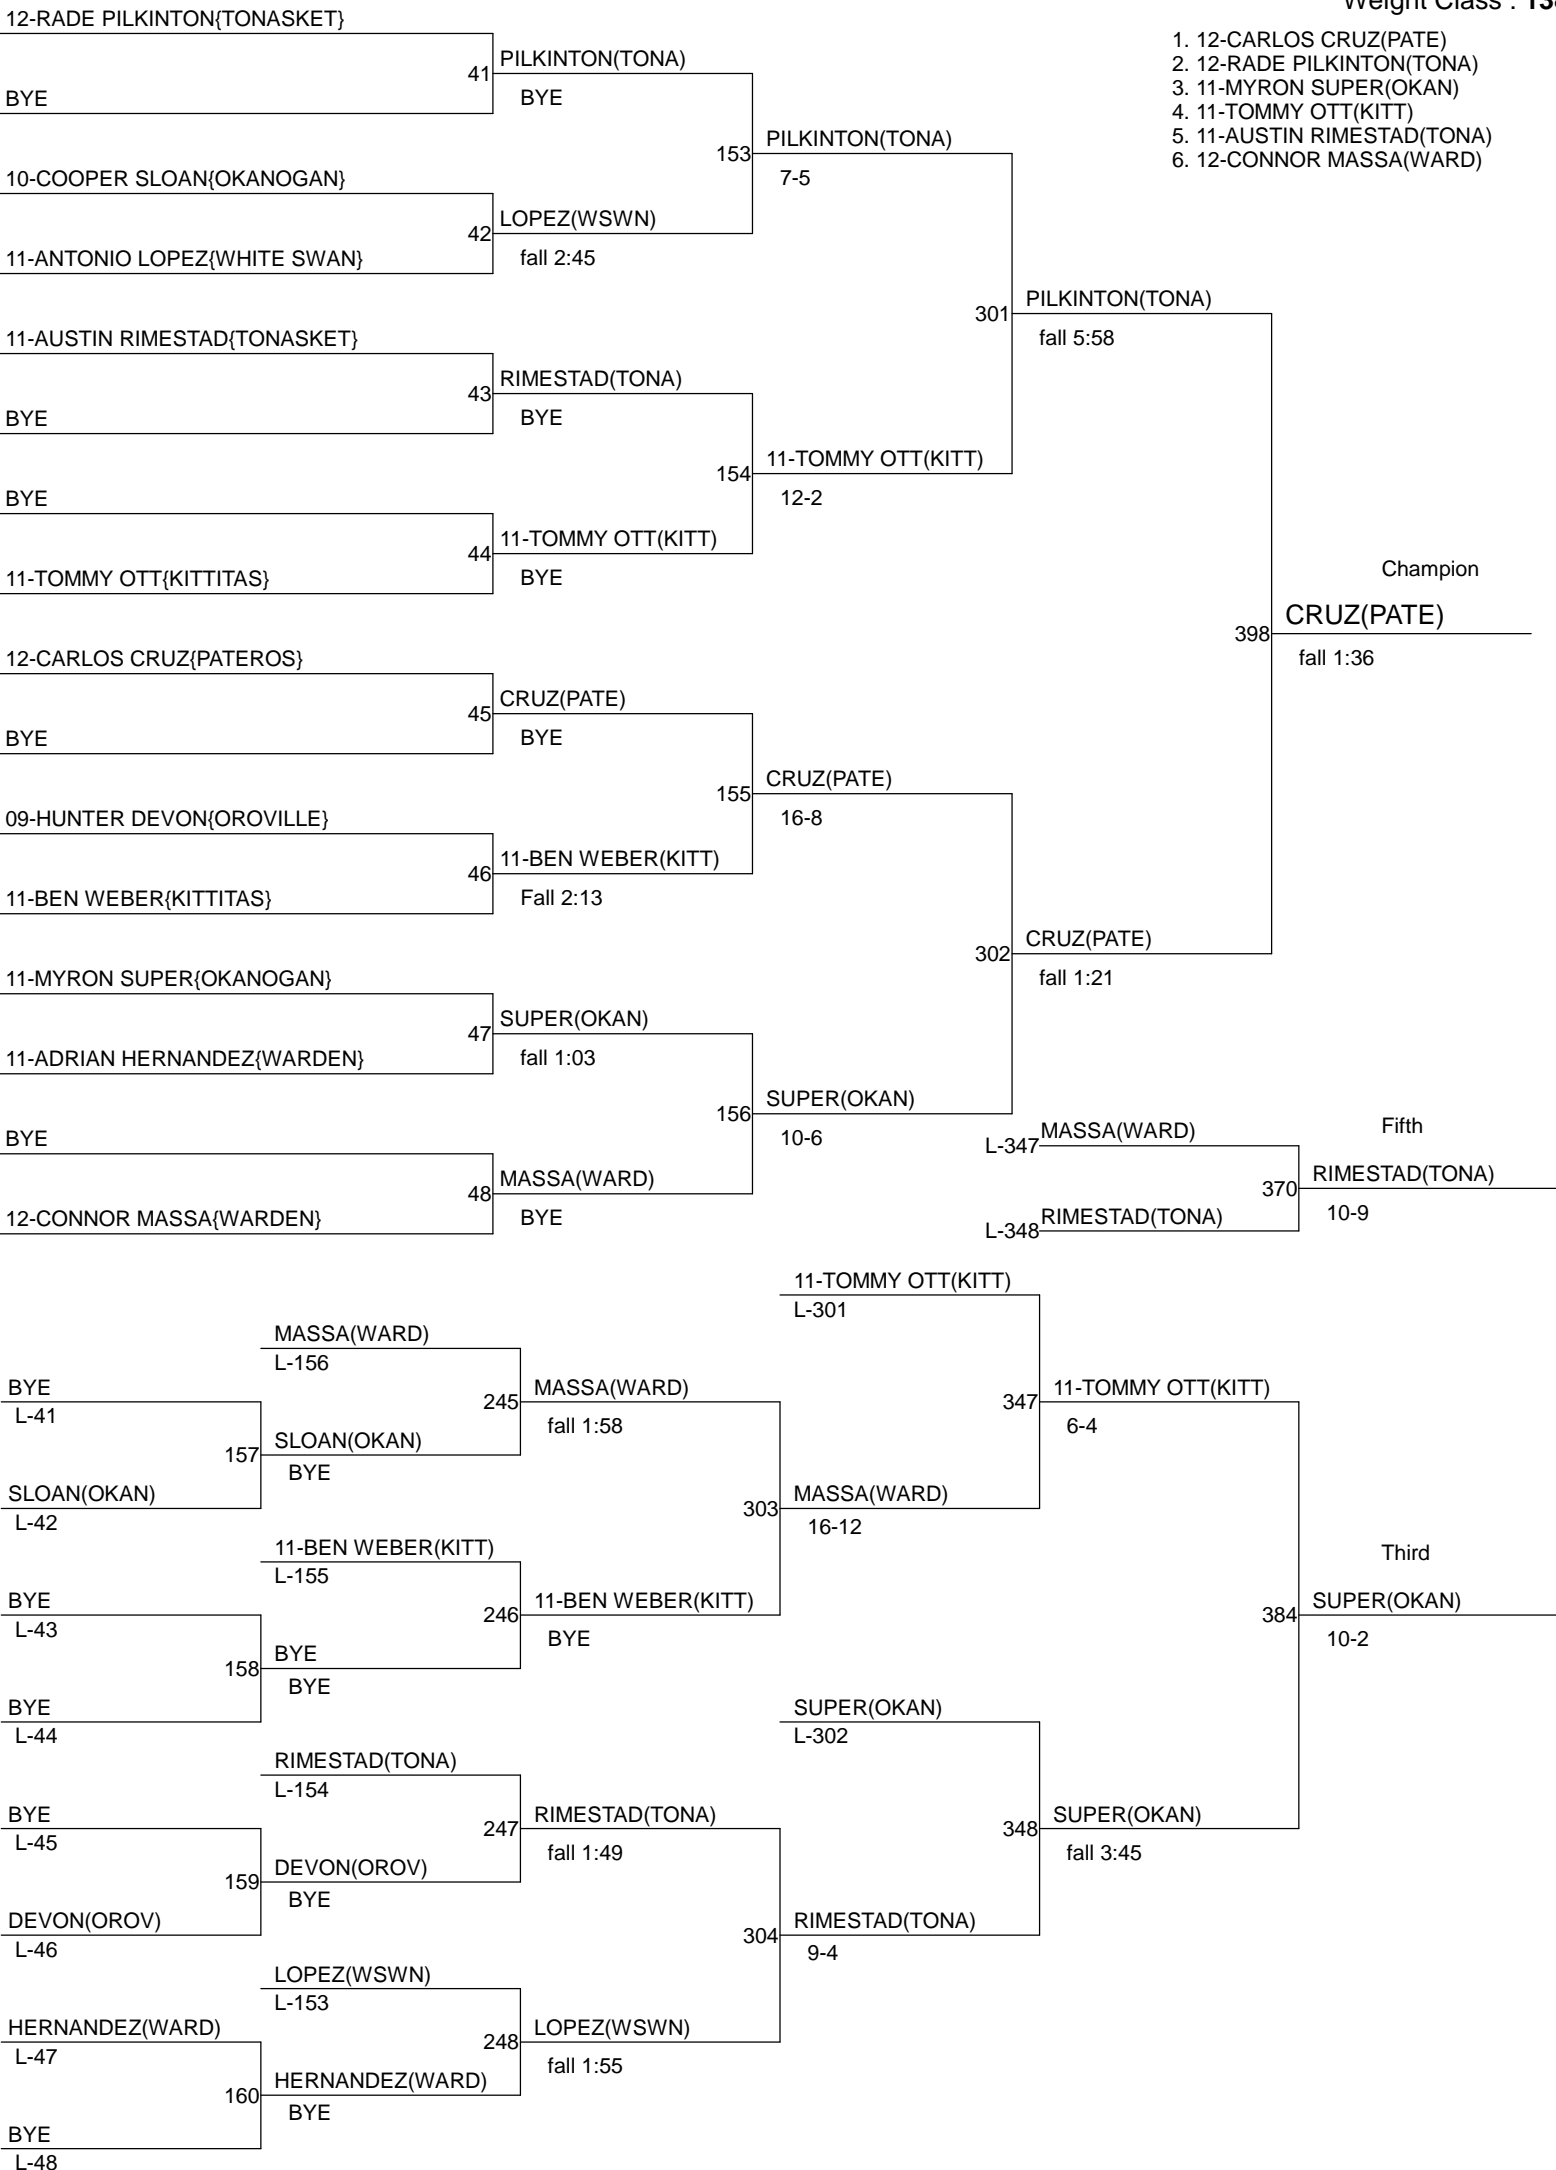 Weight Class :
12-RADE PILKINTON{TONASKET}
1. 12-CARLOS CRUZ(PATE)
2. 12-RADE PILKINTON(TONA)
3. 11-MYRON SUPER(OKAN)
4. 11-TOMMY OTT(KITT)
5. 11-AUSTIN RIMESTAD(TONA)
6. 12-CONNOR MASSA(WARD)
41
PILKINTON(TONA)
BYE
BYE
153
PILKINTON(TONA)
7-5
10-COOPER SLOAN{OKANOGAN}
42
LOPEZ(WSWN)
fall 2:45
11-ANTONIO LOPEZ{WHITE SWAN}
301
PILKINTON(TONA)
fall 5:58
11-AUSTIN RIMESTAD{TONASKET}
43
RIMESTAD(TONA)
BYE
BYE
154
11-TOMMY OTT(KITT)
12-2
BYE
44
11-TOMMY OTT(KITT)
BYE
11-TOMMY OTT{KITTITAS}
Champion
398
CRUZ(PATE)
fall 1:36
12-CARLOS CRUZ{PATEROS}
45
CRUZ(PATE)
BYE
BYE
155
CRUZ(PATE)
16-8
09-HUNTER DEVON{OROVILLE}
46
11-BEN WEBER(KITT)
Fall 2:13
11-BEN WEBER{KITTITAS}
302
CRUZ(PATE)
fall 1:21
11-MYRON SUPER{OKANOGAN}
47
SUPER(OKAN)
fall 1:03
11-ADRIAN HERNANDEZ{WARDEN}
156
SUPER(OKAN)
10-6
BYE
48
MASSA(WARD)
BYE
12-CONNOR MASSA{WARDEN}
Fifth
L-347
MASSA(WARD)
370
RIMESTAD(TONA)
10-9
L-348
RIMESTAD(TONA)
11-TOMMY OTT(KITT)
L-301
MASSA(WARD)
L-156
BYE
L-41
245
MASSA(WARD)
fall 1:58
347
11-TOMMY OTT(KITT)
6-4
157
SLOAN(OKAN)
BYE
SLOAN(OKAN)
L-42
303
MASSA(WARD)
16-12
11-BEN WEBER(KITT)
L-155
Third
BYE
L-43
246
11-BEN WEBER(KITT)
BYE
384
SUPER(OKAN)
10-2
158
BYE
BYE
BYE
L-44
SUPER(OKAN)
L-302
RIMESTAD(TONA)
L-154
BYE
L-45
247
RIMESTAD(TONA)
fall 1:49
348
SUPER(OKAN)
fall 3:45
159
DEVON(OROV)
BYE
DEVON(OROV)
L-46
304
RIMESTAD(TONA)
9-4
LOPEZ(WSWN)
L-153
HERNANDEZ(WARD)
L-47
248
LOPEZ(WSWN)
fall 1:55
160
HERNANDEZ(WARD)
BYE
BYE
L-48